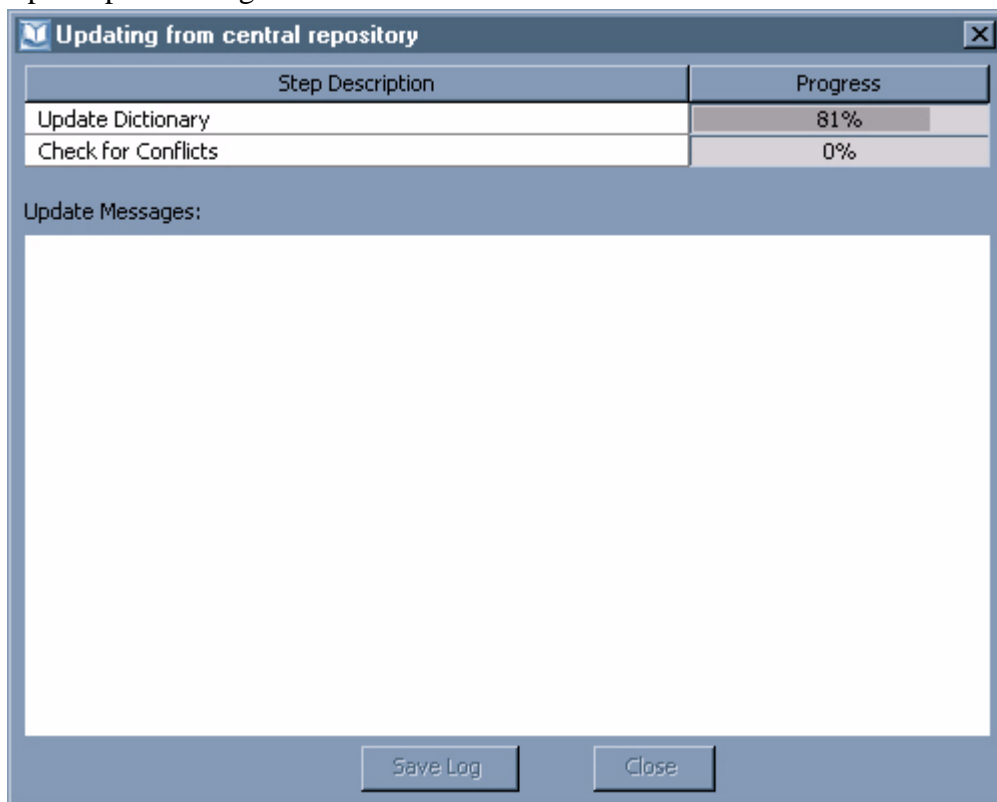 Updating from central repository
Step Description Progress
Update Dictionary 81%
Check for Conflicts 0%
Update Messages:
Save Log Close